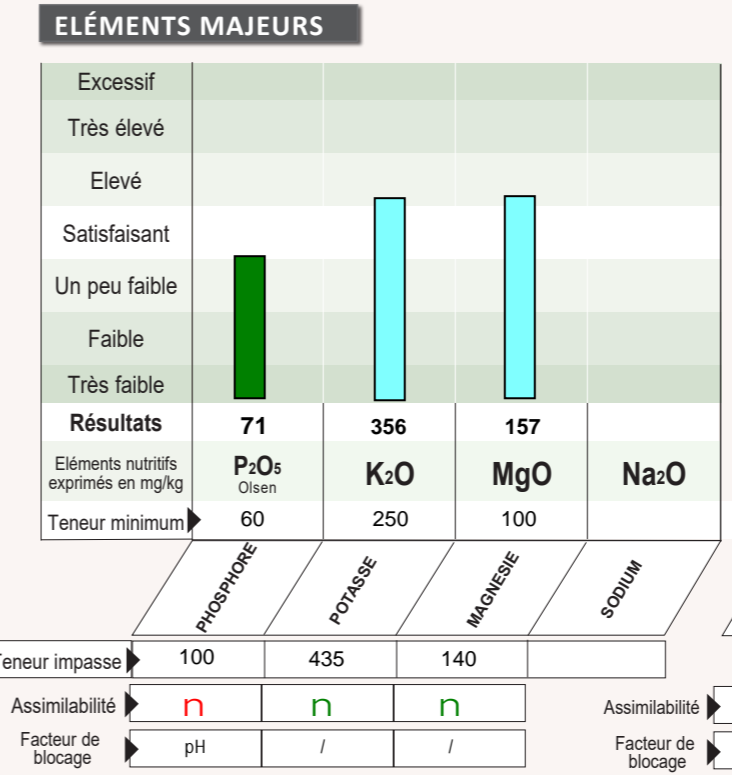 ELÉMENTS MAJEURS
Excessif
Très élevé
Elevé
Satisfaisant
Un peu faible
Faible
Très faible
Résultats 71 356 157
Eléments nutritifs
exprimés en mg/kg
P2O5
Olsen
K2O MgO Na2O
Teneur minimum 60 250 100
PHOSPHORE POTASSE MAGNESIE SODIUM
Teneur impasse 100 435 140
Assimilabilité n n n
Assimilabilité
Facteur de
blocage
pH / /
Facteur de
blocage